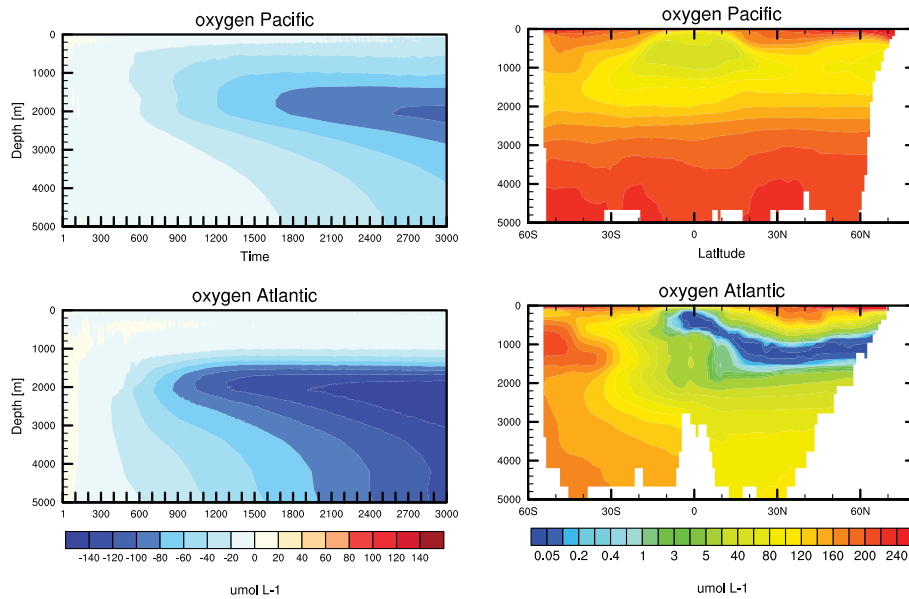 oxygen Pacific
0
1000
2000
3000
4000
5000
Depth [m]
1 300 600 900 1200 1500 1800 2100 2400 2700 3000
Time
oxygen Pacific
0
1000
2000
3000
4000
5000
60S 30S 0 30N 60N
Latitude
oxygen Atlantic
0
1000
2000
3000
4000
5000
Depth [m]
1 300 600 900 1200 1500 1800 2100 2400 2700 3000
-140 -120 -100 -80 -60 -40 -20 0 20 40 60 80 100 120 140
umol L-1
oxygen Atlantic
0
1000
2000
3000
4000
5000
60S 30S 0 30N 60N
0.05 0.2 0.4 1 3 5 40 80 120 160 200 240
umol L-1